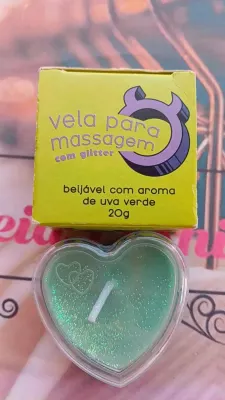 vela para
massagem
com glitter
beijável com aroma
de uva verde
20g